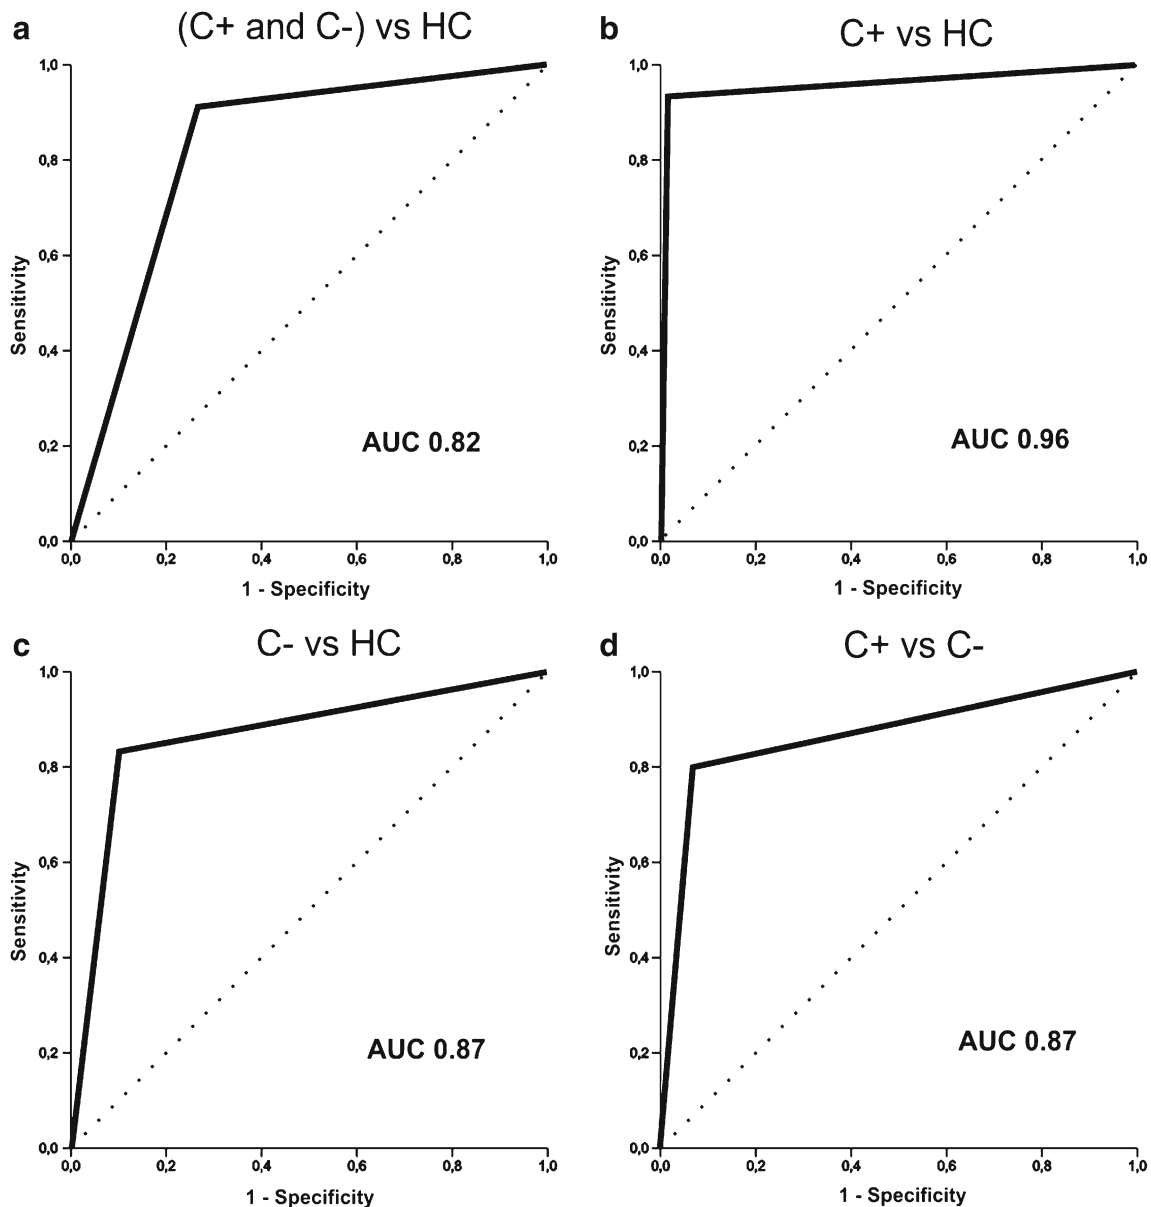 a
(C+ and C-) vs HC
1,0
0,8
0,6
0,4
0,2
0,0
Sensitivity
AUC 0.82
0,0 0,2 0,4 0,6 0,8 1,0
1 - Specificity
b
C+ vs HC
1,0
0,8
0,6
0,4
0,2
0,0
Sensitivity
AUC 0.96
0,0 0,2 0,4 0,6 0,8 1,0
1 - Specificity
c
C- vs HC
1,0
0,8
0,6
0,4
0,2
0,0
Sensitivity
AUC 0.87
0,0 0,2 0,4 0,6 0,8 1,0
1 - Specificity
d
C+ vs C-
1,0
0,8
0,6
0,4
0,2
0,0
Sensitivity
AUC 0.87
0,0 0,2 0,4 0,6 0,8 1,0
1 - Specificity